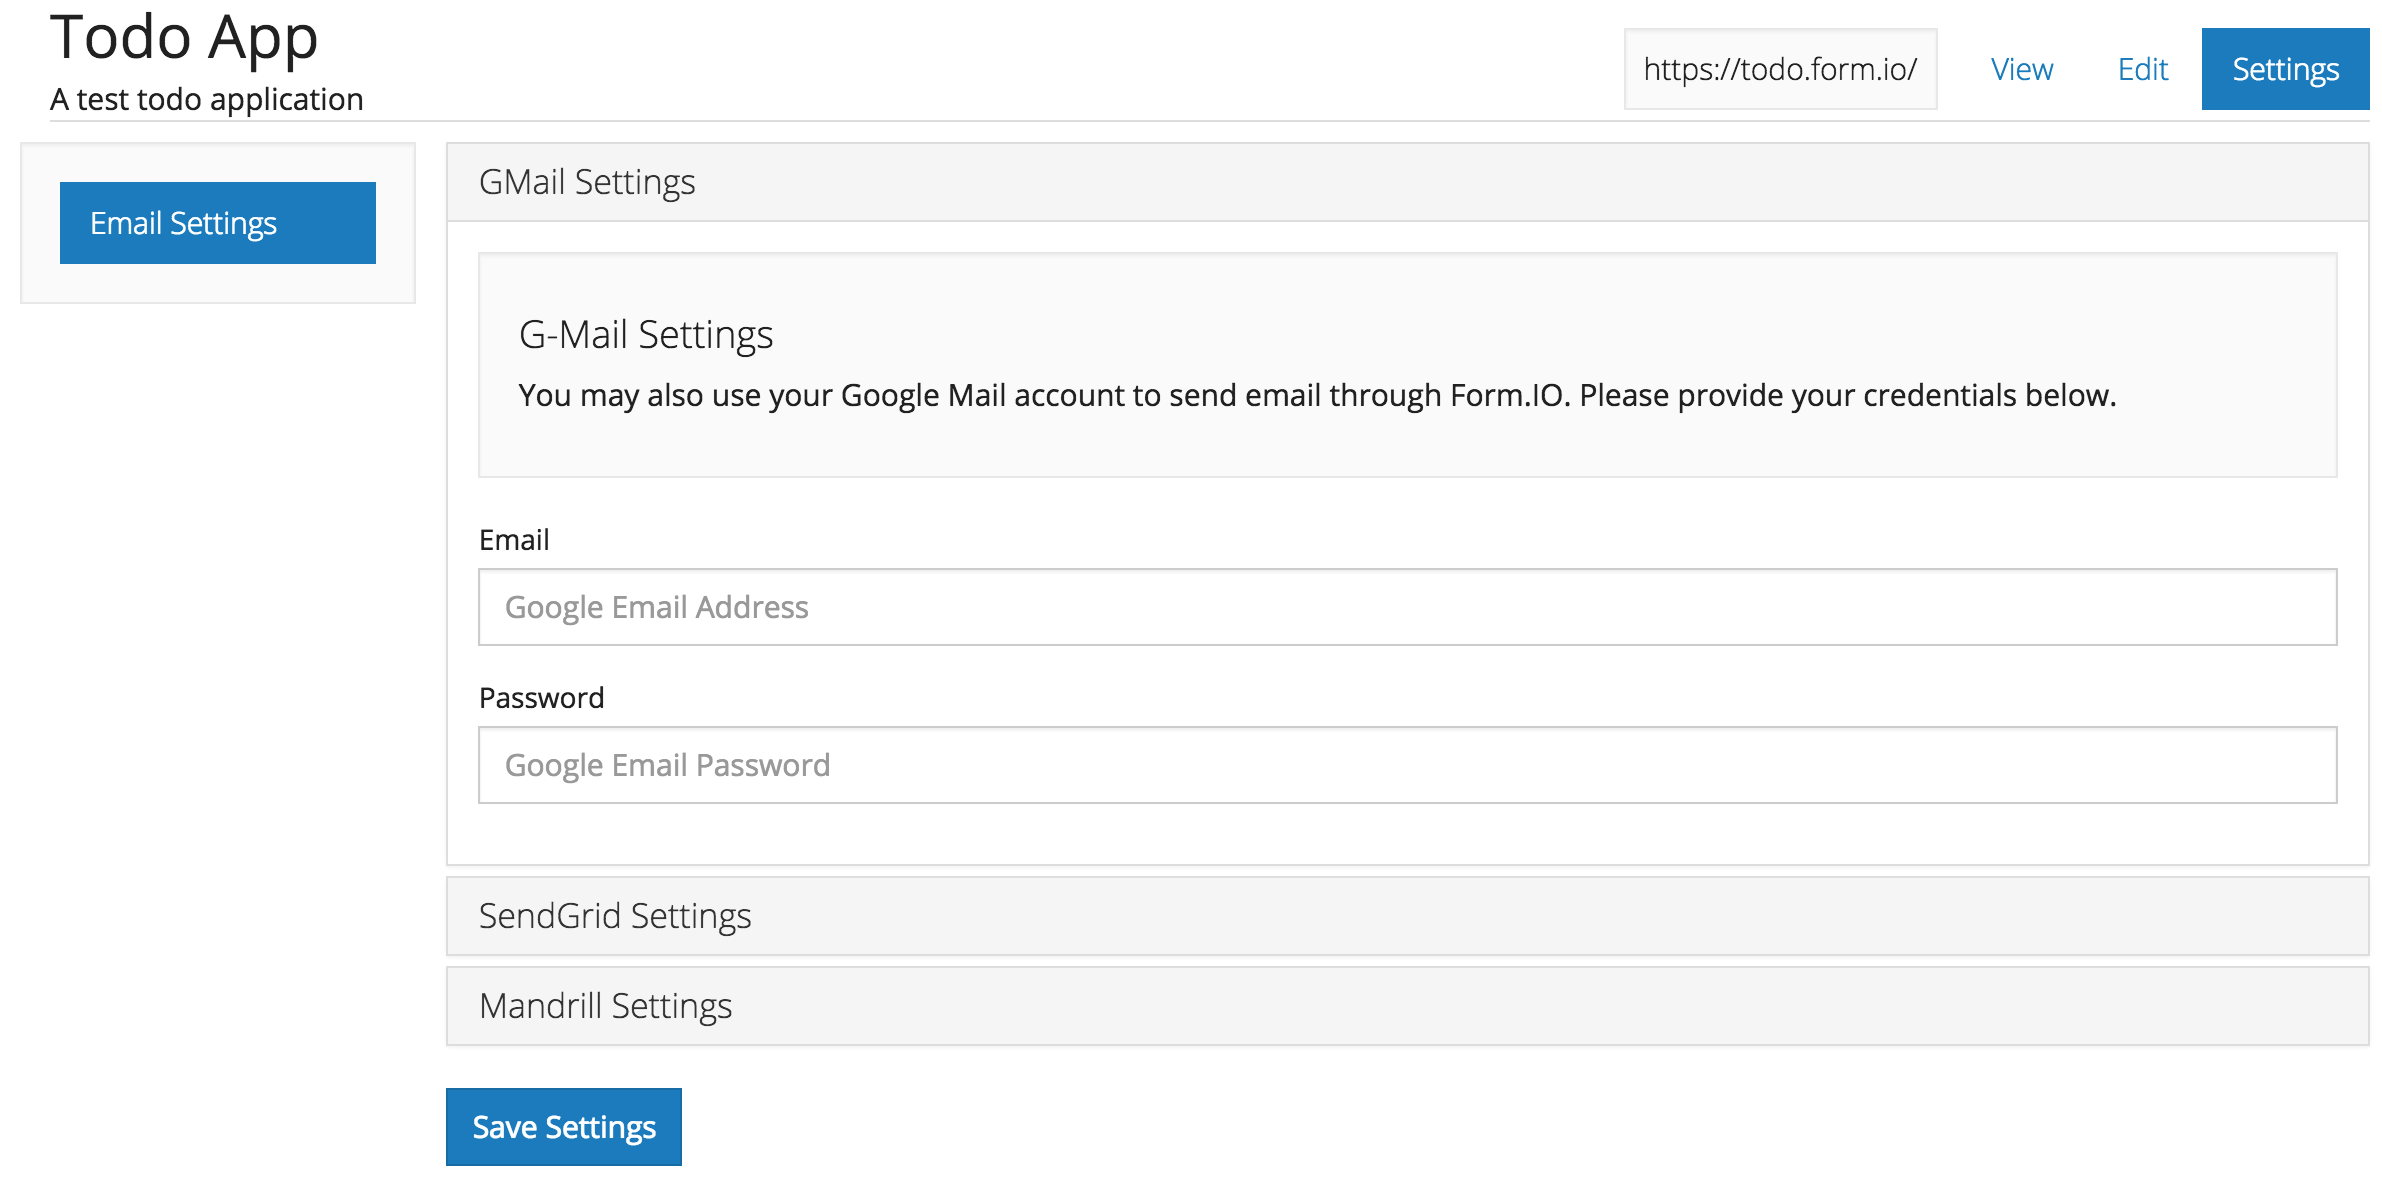 Todo App
A test todo application
https://todo.form.io/
View
Edit
Settings
Email Settings
GMail Settings
G-Mail Settings
You may also use your Google Mail account to send email through Form.IO. Please provide your credentials below.
Email
Google Email Address
Password
Google Email Password
SendGrid Settings
Mandrill Settings
Save Settings